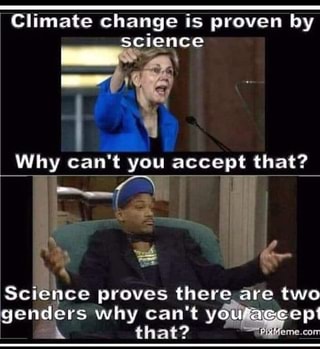 Climate change is proven by
science
Why can't you accept that?
Science proves there are two
genders why can't you accept
that?
PixMeme.com